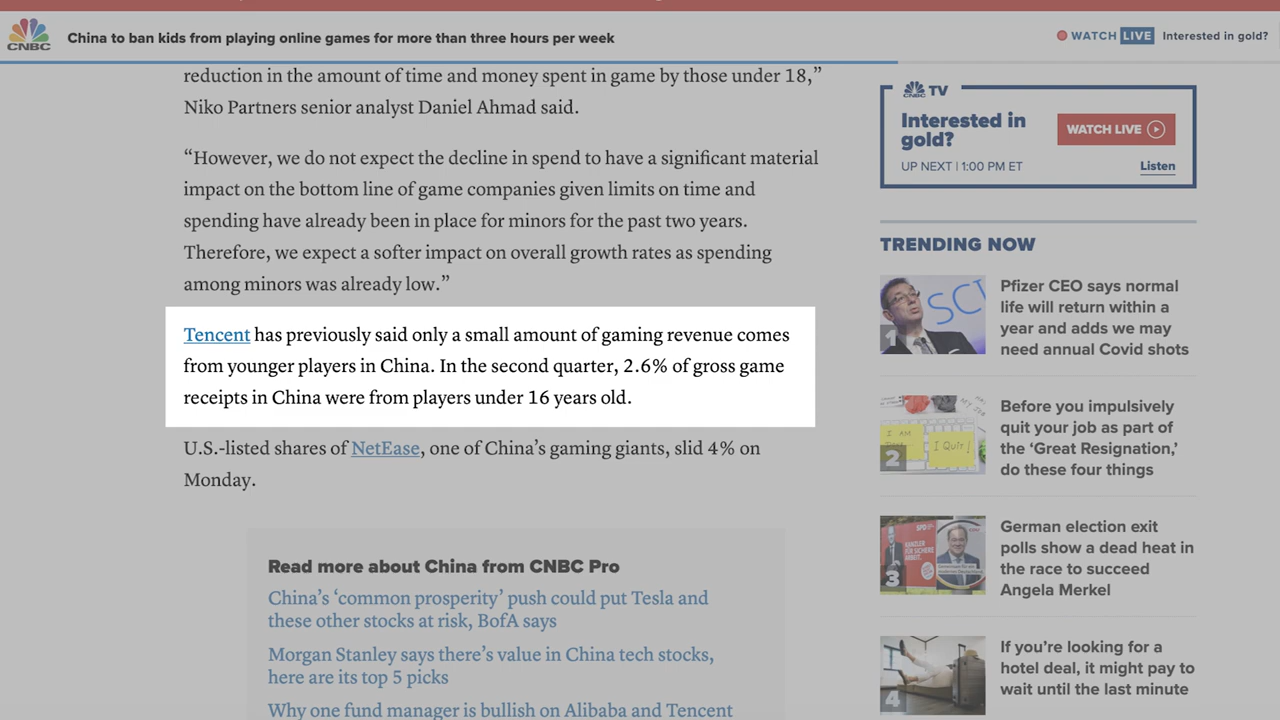 CNBC
China to ban kids from playing online games for more than three hours per week
WATCH LIVE
Interested in gold?
reduction in the amount of time and money spent in game by those under 18,”
Niko Partners senior analyst Daniel Ahmad said.
“However, we do not expect the decline in spend to have a significant material
impact on the bottom line of game companies given limits on time and
spending have already been in place for minors for the past two years.
Therefore, we expect a softer impact on overall growth rates as spending
among minors was already low.”
Tencent has previously said only a small amount of gaming revenue comes
from younger players in China. In the second quarter, 2.6% of gross game
receipts in China were from players under 16 years old.
U.S.-listed shares of NetEase, one of China’s gaming giants, slid 4% on
Monday.
Read more about China from CNBC Pro
China’s ‘common prosperity’ push could put Tesla and
these other stocks at risk, BofA says
Morgan Stanley says there’s value in China tech stocks,
here are its top 5 picks
Why one fund manager is bullish on Alibaba and Tencent
CNBC TV
Interested in
gold?
WATCH LIVE
UP NEXT | 1:00 PM ET
Listen
TRENDING NOW
1
Pfizer CEO says normal
life will return within a
year and adds we may
need annual Covid shots
I AM
I Quit!
2
Before you impulsively
quit your job as part of
the ‘Great Resignation,’
do these four things
SPD
KANZLER
FÜR SICHERE
ARBEIT.
3
German election exit
polls show a dead heat in
the race to succeed
Angela Merkel
4
If you’re looking for a
hotel deal, it might pay to
wait until the last minute